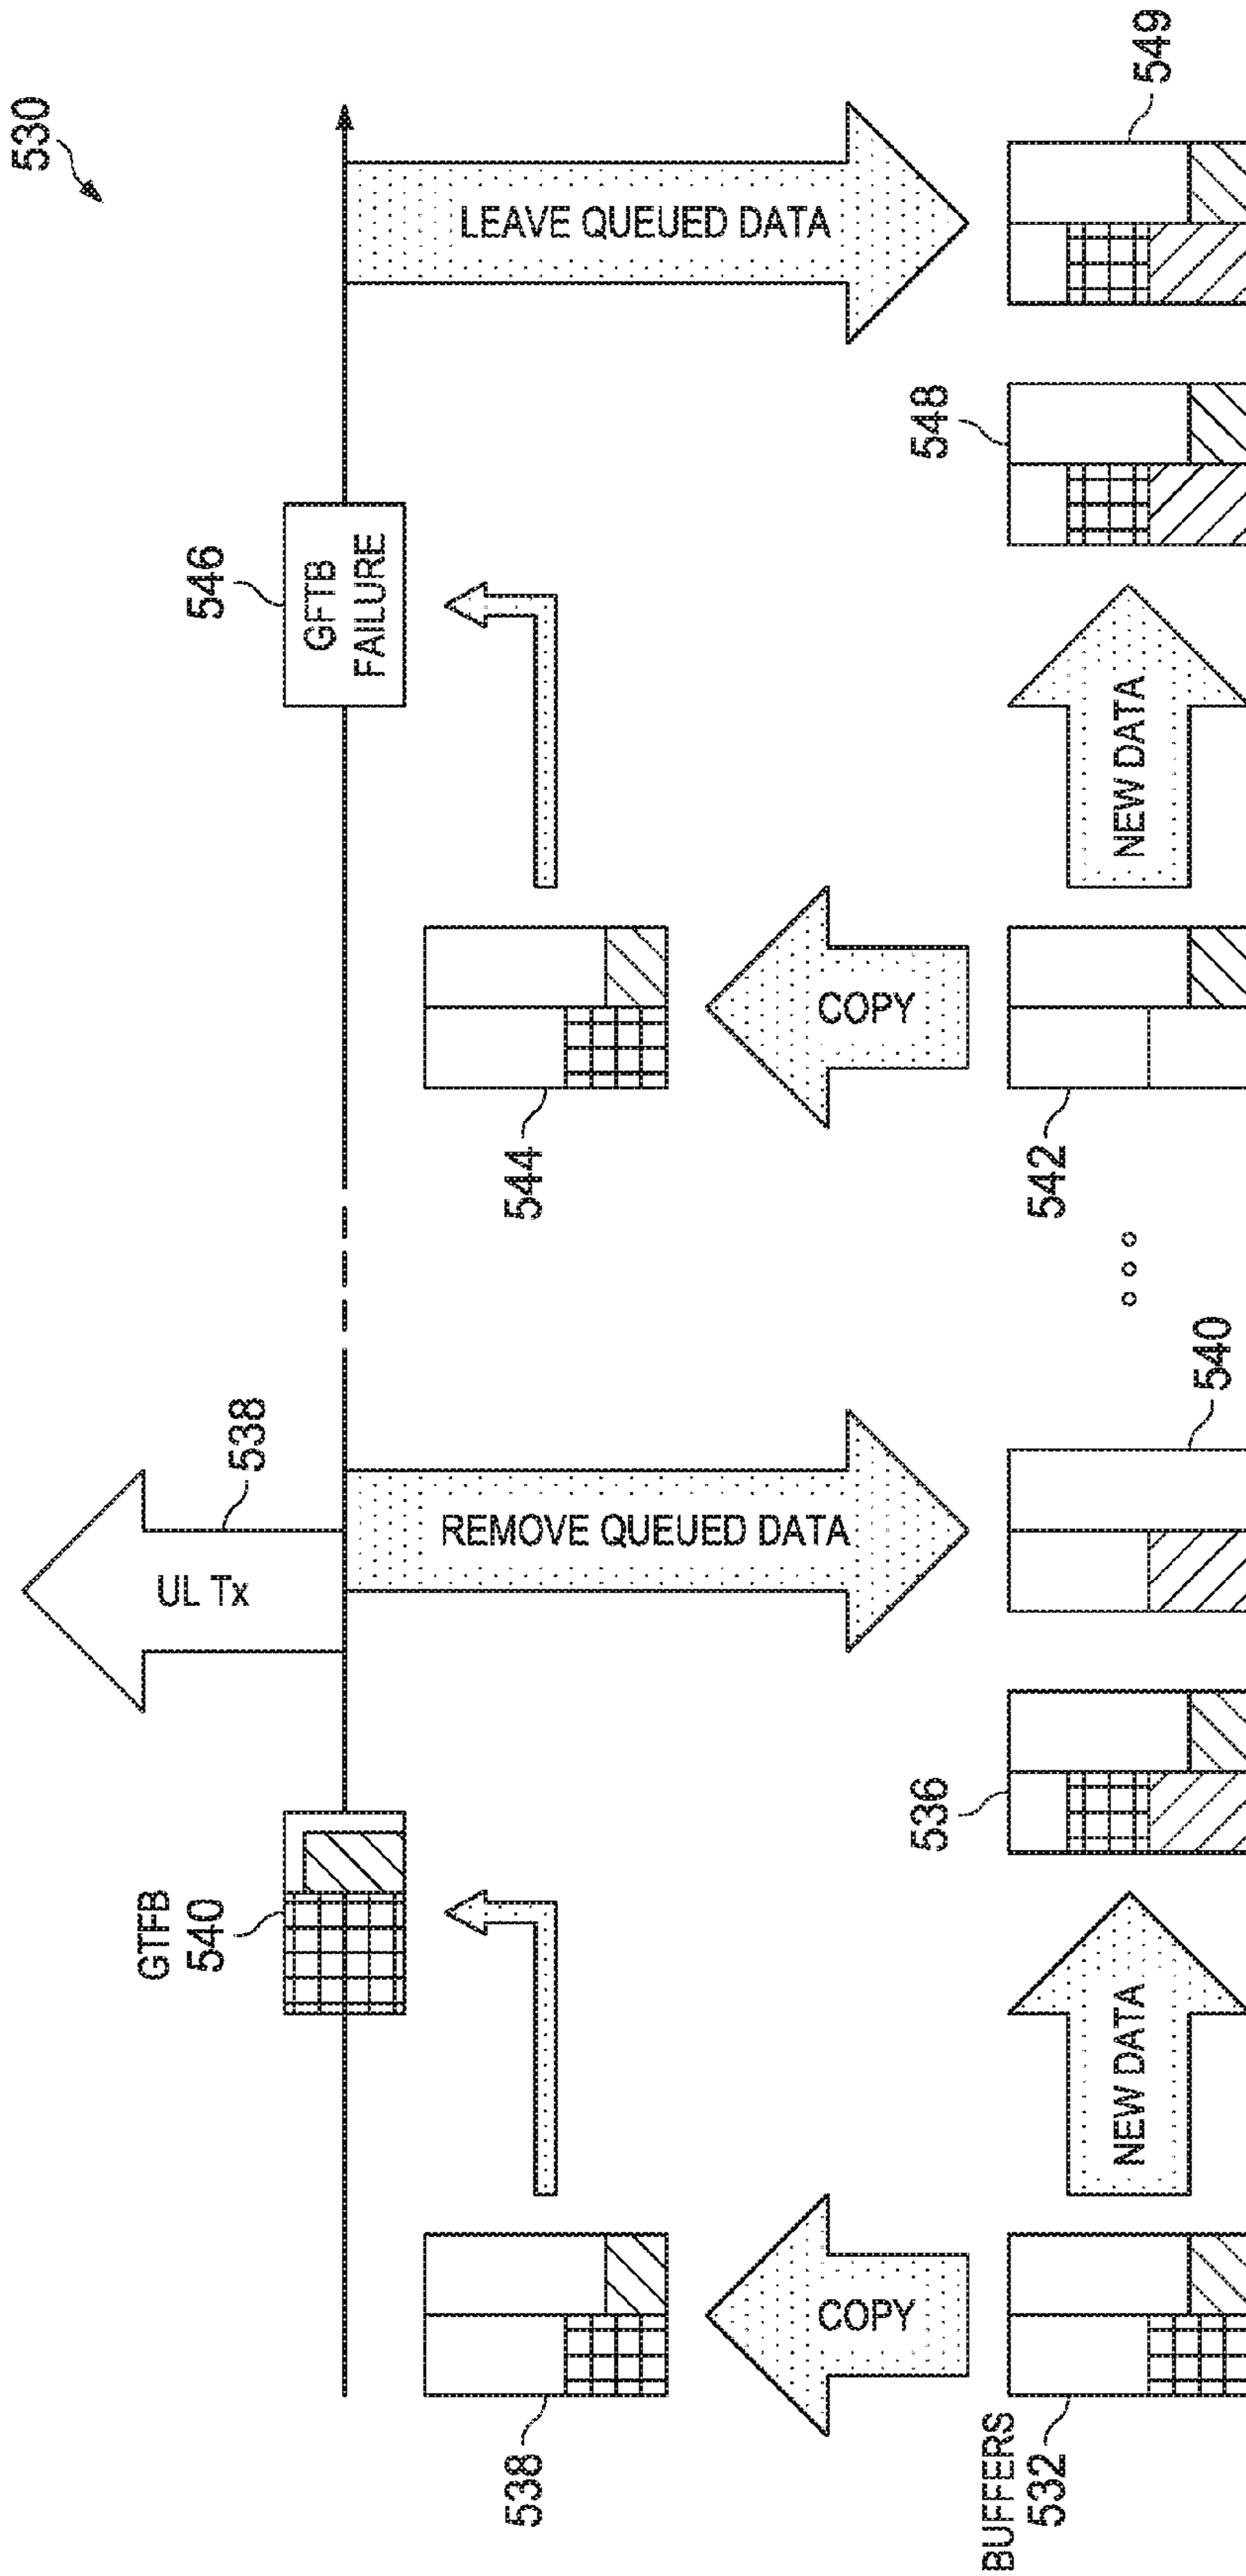 530
UL Tx
538
GTFB
540
546
GFTB
FAILURE
538
COPY
REMOVE QUEUED DATA
544
COPY
LEAVE QUEUED DATA
BUFFERS
532
NEW DATA
536
540
542
NEW DATA
548
549